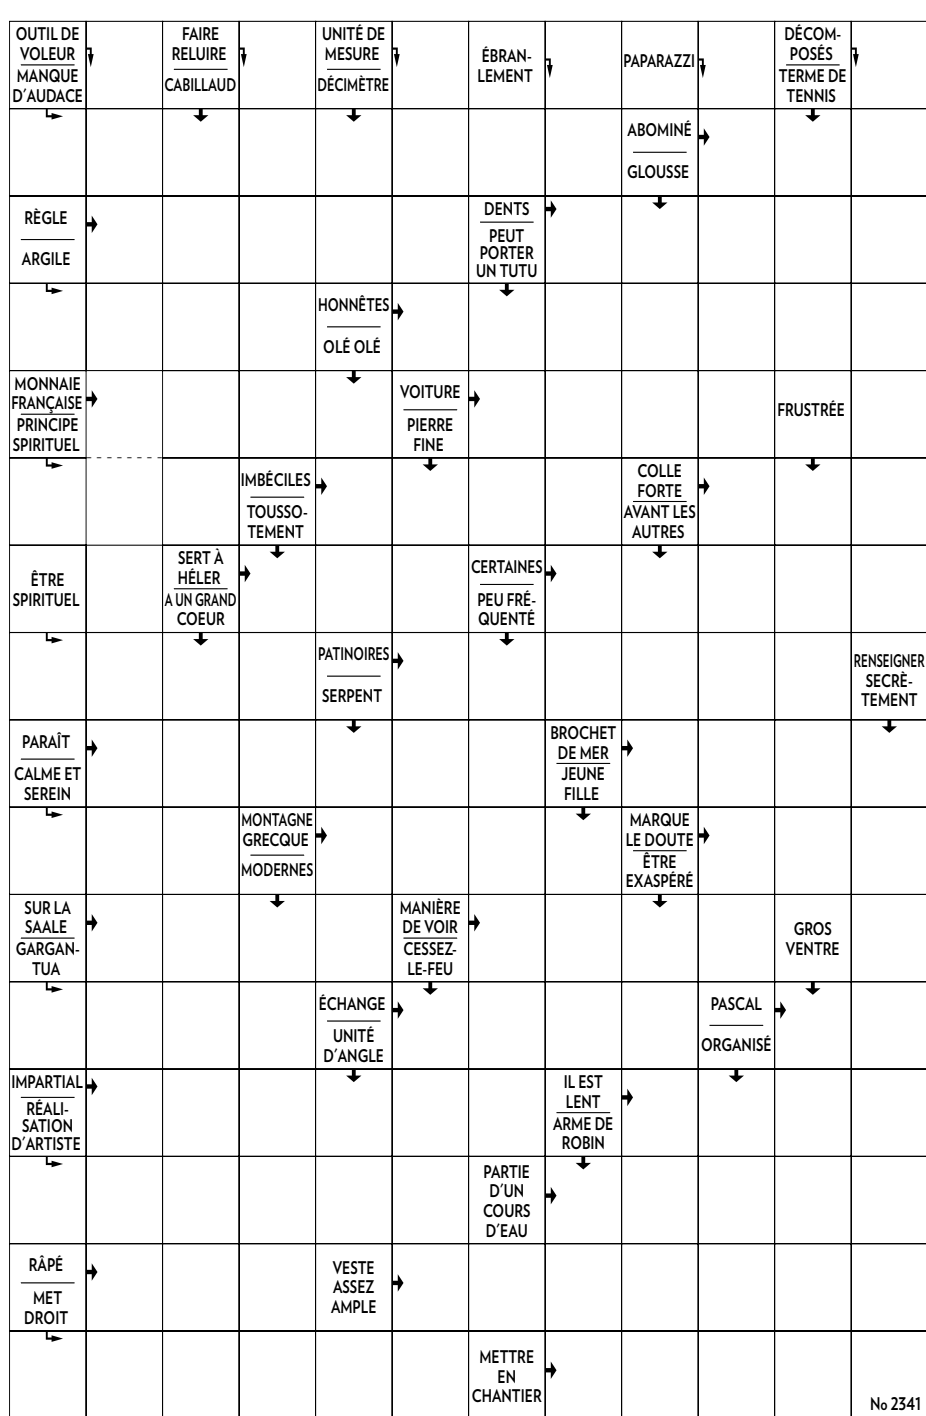 OUTIL DE
VOLEUR
MANQUE
D'AUDACE
FAIRE
RELUIRE
CABILLAUD
UNITÉ DE
MESURE
DÉCIMÈTRE
ÉBRAN-
LEMENT
PAPARAZZI
DÉCOM-
POSÉS
TERME DE
TENNIS
ABOMINÉ
GLOUSSE
RÈGLE
ARGILE
DENTS
PEUT
PORTER
UN TUTU
HONNÊTES
OLÉ OLÉ
MONNAIE
FRANÇAISE
PRINCIPE
SPIRITUEL
VOITURE
PIERRE
FINE
FRUSTRÉE
IMBÉCILES
TOUSSO-
TEMENT
COLLE
FORTE
AVANT LES
AUTRES
ÊTRE
SPIRITUEL
SERT À
HÉLER
A UN GRAND
COEUR
CERTAINES
PEU FRÉ-
QUENTÉ
PATINOIRES
SERPENT
RENSEIGNER
SECRÈ-
TEMENT
PARAÎT
CALME ET
SEREIN
BROCHET
DE MER
JEUNE
FILLE
MONTAGNE
GRECQUE
MODERNES
MARQUE
LE DOUTE
ÊTRE
EXASPÉRÉ
SUR LA
SAALE
GARGAN-
TUA
MANIÈRE
DE VOIR
CESSEZ-
LE-FEU
GROS
VENTRE
ÉCHANGE
UNITÉ
D'ANGLE
PASCAL
ORGANISÉ
IMPARTIAL
RÉALI-
SATION
D'ARTISTE
IL EST
LENT
ARME DE
ROBIN
PARTIE
D'UN
COURS
D'EAU
RÂPÉ
MET
DROIT
VESTE
ASSEZ
AMPLE
METTRE
EN
CHANTIER
No 2341